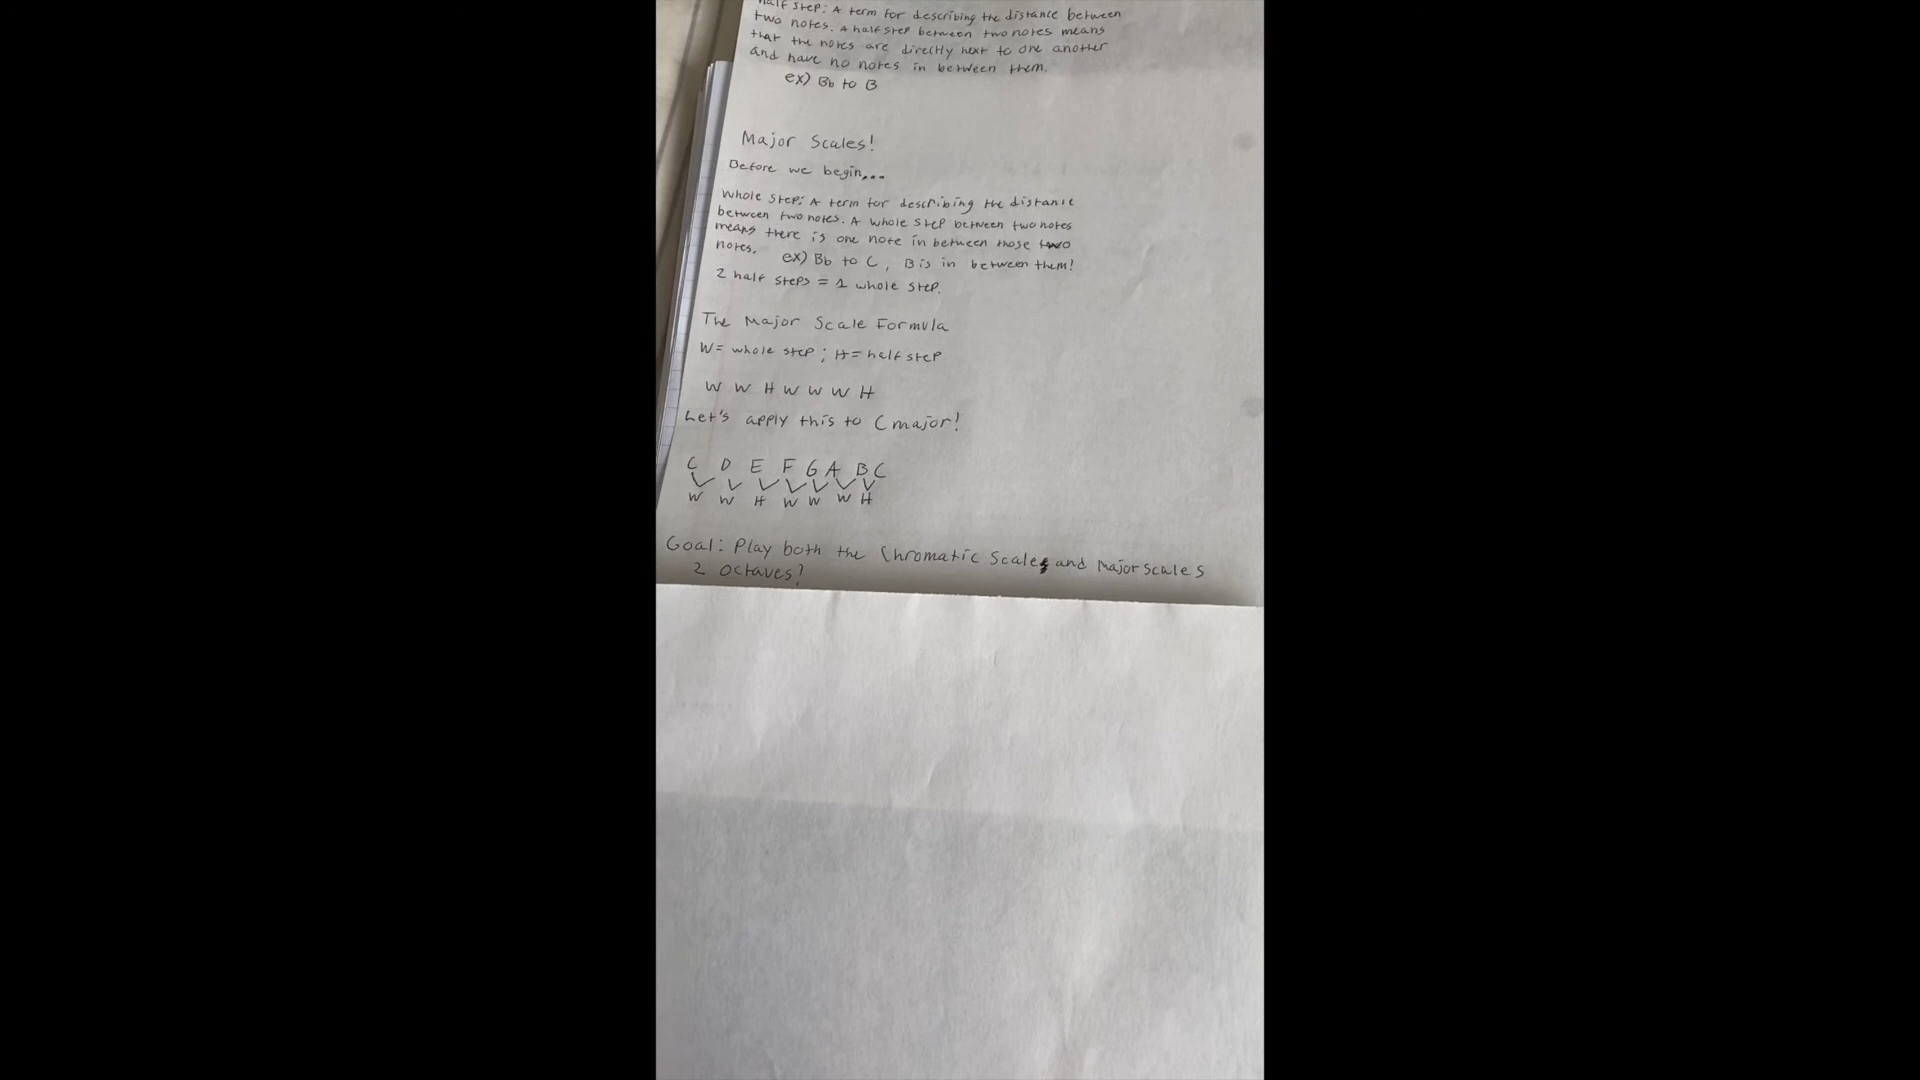 Half Step: A term for describing the distance between
two notes. A half step between two notes means
that the notes are directly next to one another
and have no notes in between them.
ex) Bb to B
Major Scales!
Before we begin...
Whole Step: A term for describing the distance
between two notes. A whole step between two notes
means there is one note in between those two
notes.
ex) Bb to C, B is in between them!
2 half steps = 1 whole step.
The Major Scale Formula
W= whole step; H= half step
W W H W W W H
Let's apply this to C major!
C D E F G A B C
W W H W W W H
Goal: Play both the Chromatic Scale and Major scales
2 octaves!